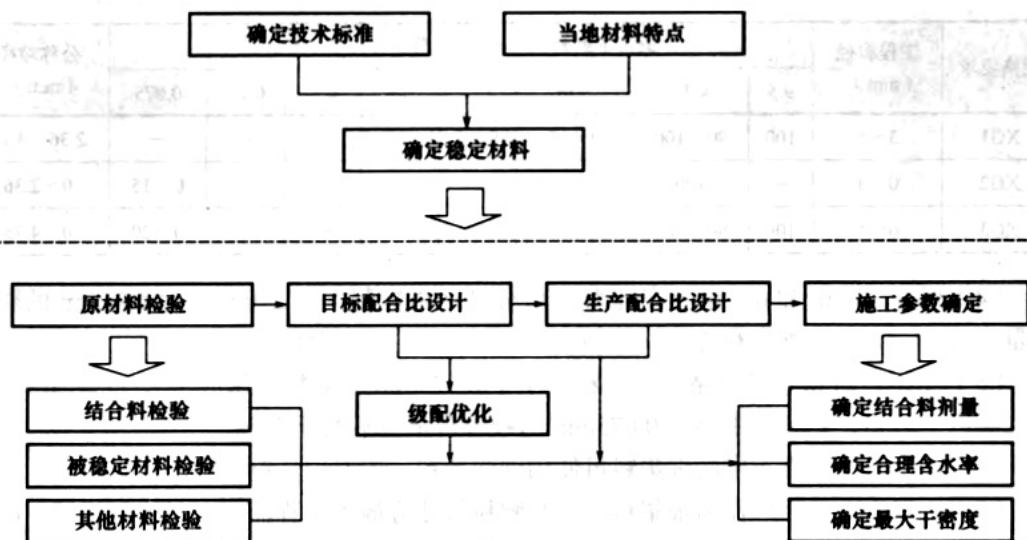 确定技术标准
当地材料特点
确定稳定材料
原材料检验
目标配合比设计
生产配合比设计
施工参数确定
结合料检验
级配优化
确定结合料剂量
被稳定材料检验
确定合理含水率
其他材料检验
确定最大干密度